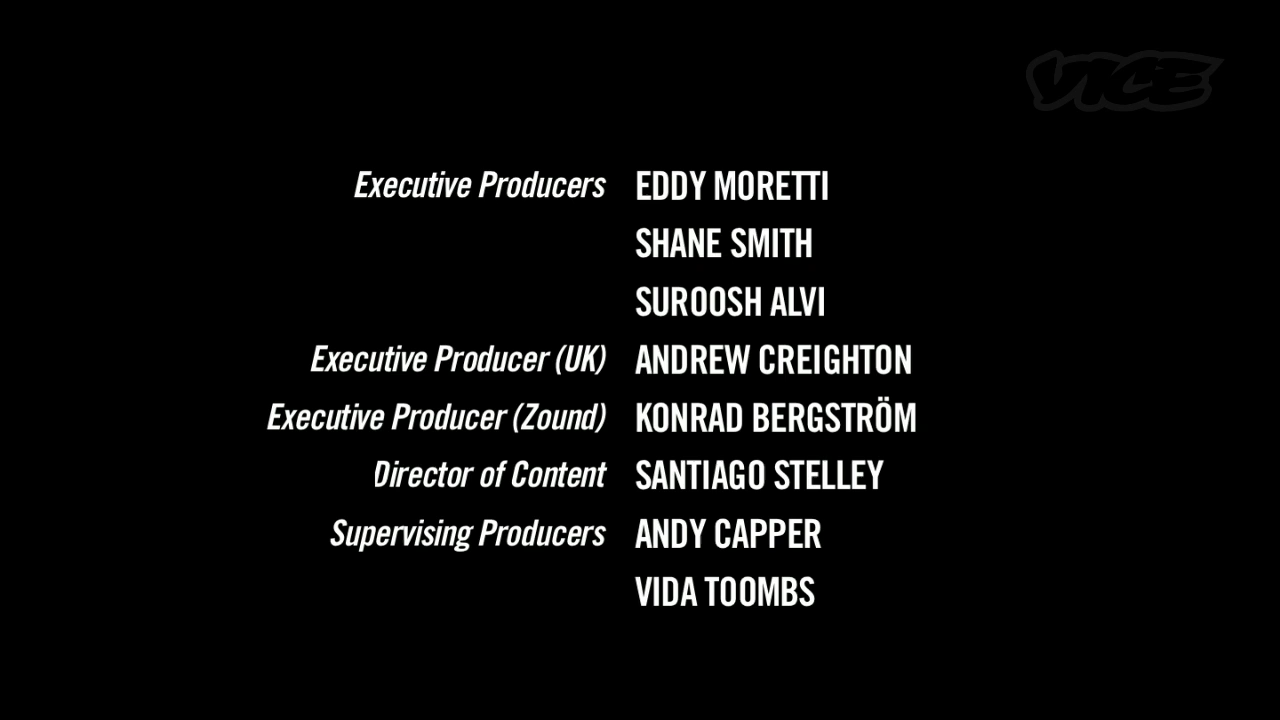 VICE
Executive Producers EDDY MORETTI
SHANE SMITH
SUROOSH ALVI
Executive Producer (UK) ANDREW CREIGHTON
Executive Producer (Zound) KONRAD BERGSTRÖM
Director of Content SANTIAGO STELLEY
Supervising Producers ANDY CAPPER
VIDA TOOMBS